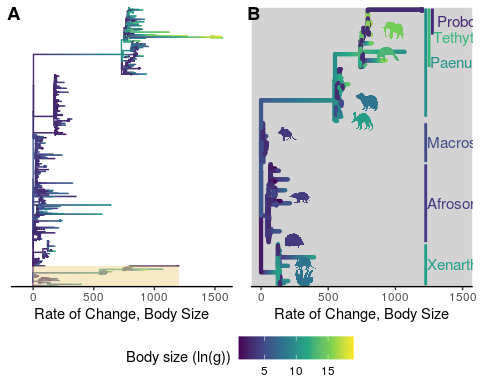 A
B
Probo
Tethyt
Paenu
Macros
Afrosor
Xenarth
0
500
1000
1500
0
500
1000
1500
Rate of Change, Body Size
Rate of Change, Body Size
Body size (ln(g))
5
10
15